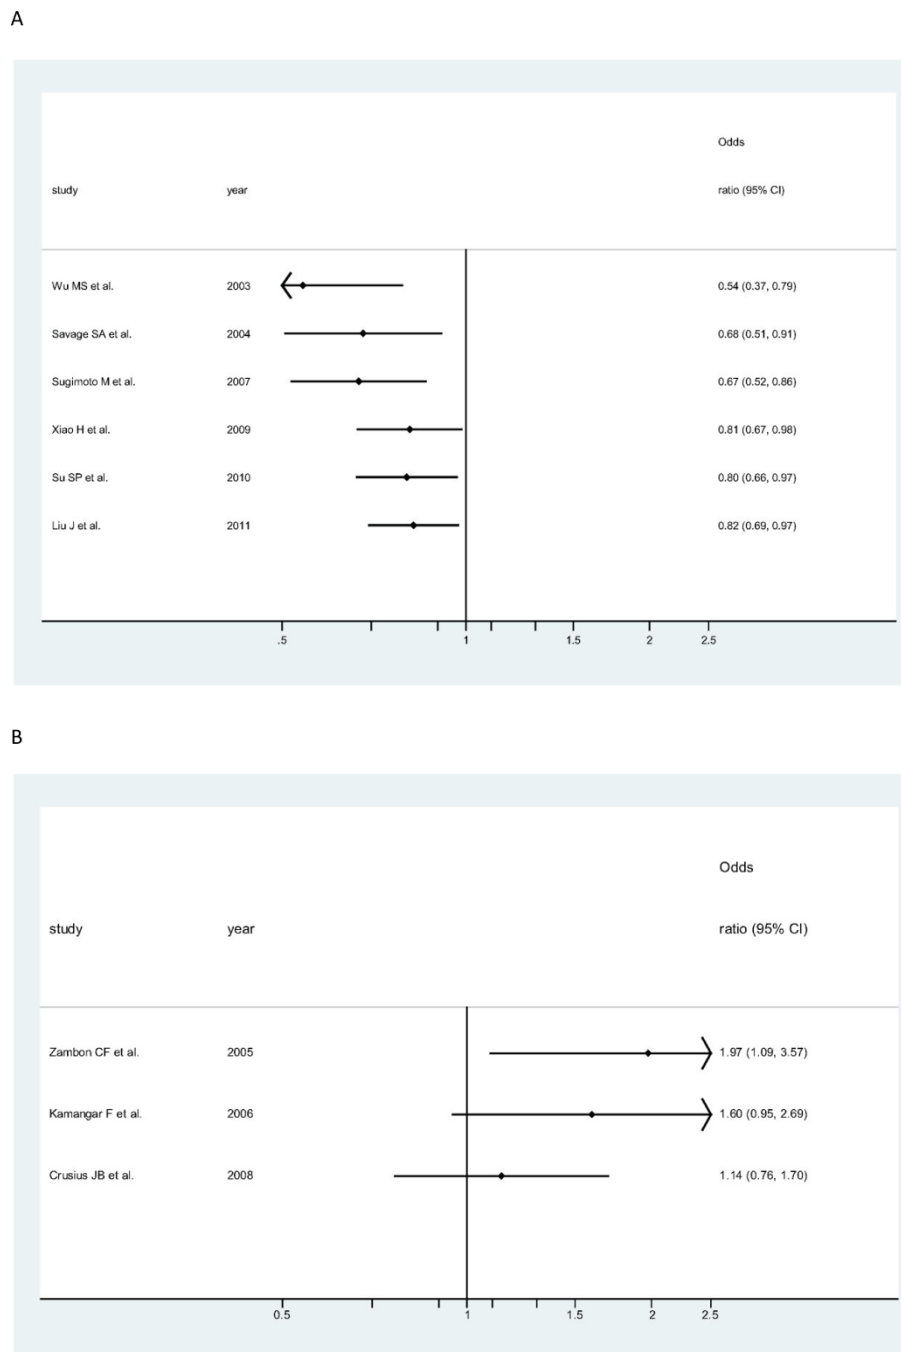 A
Odds
study year ratio (95% CI)
Wu MS et al. 2003 0.54 (0.37, 0.79)
Savage SA et al. 2004 0.68 (0.51, 0.91)
Sugimoto M et al. 2007 0.67 (0.52, 0.86)
Xiao H et al. 2009 0.81 (0.67, 0.98)
Su SP et al. 2010 0.80 (0.66, 0.97)
Liu J et al. 2011 0.82 (0.69, 0.97)
.5 1 1.5 2 2.5
B
Odds
study year ratio (95% CI)
Zambon CF et al. 2005 1.97 (1.09, 3.57)
Kamangar F et al. 2006 1.60 (0.95, 2.69)
Crusius JB et al. 2008 1.14 (0.76, 1.70)
0.5 1 1.5 2 2.5